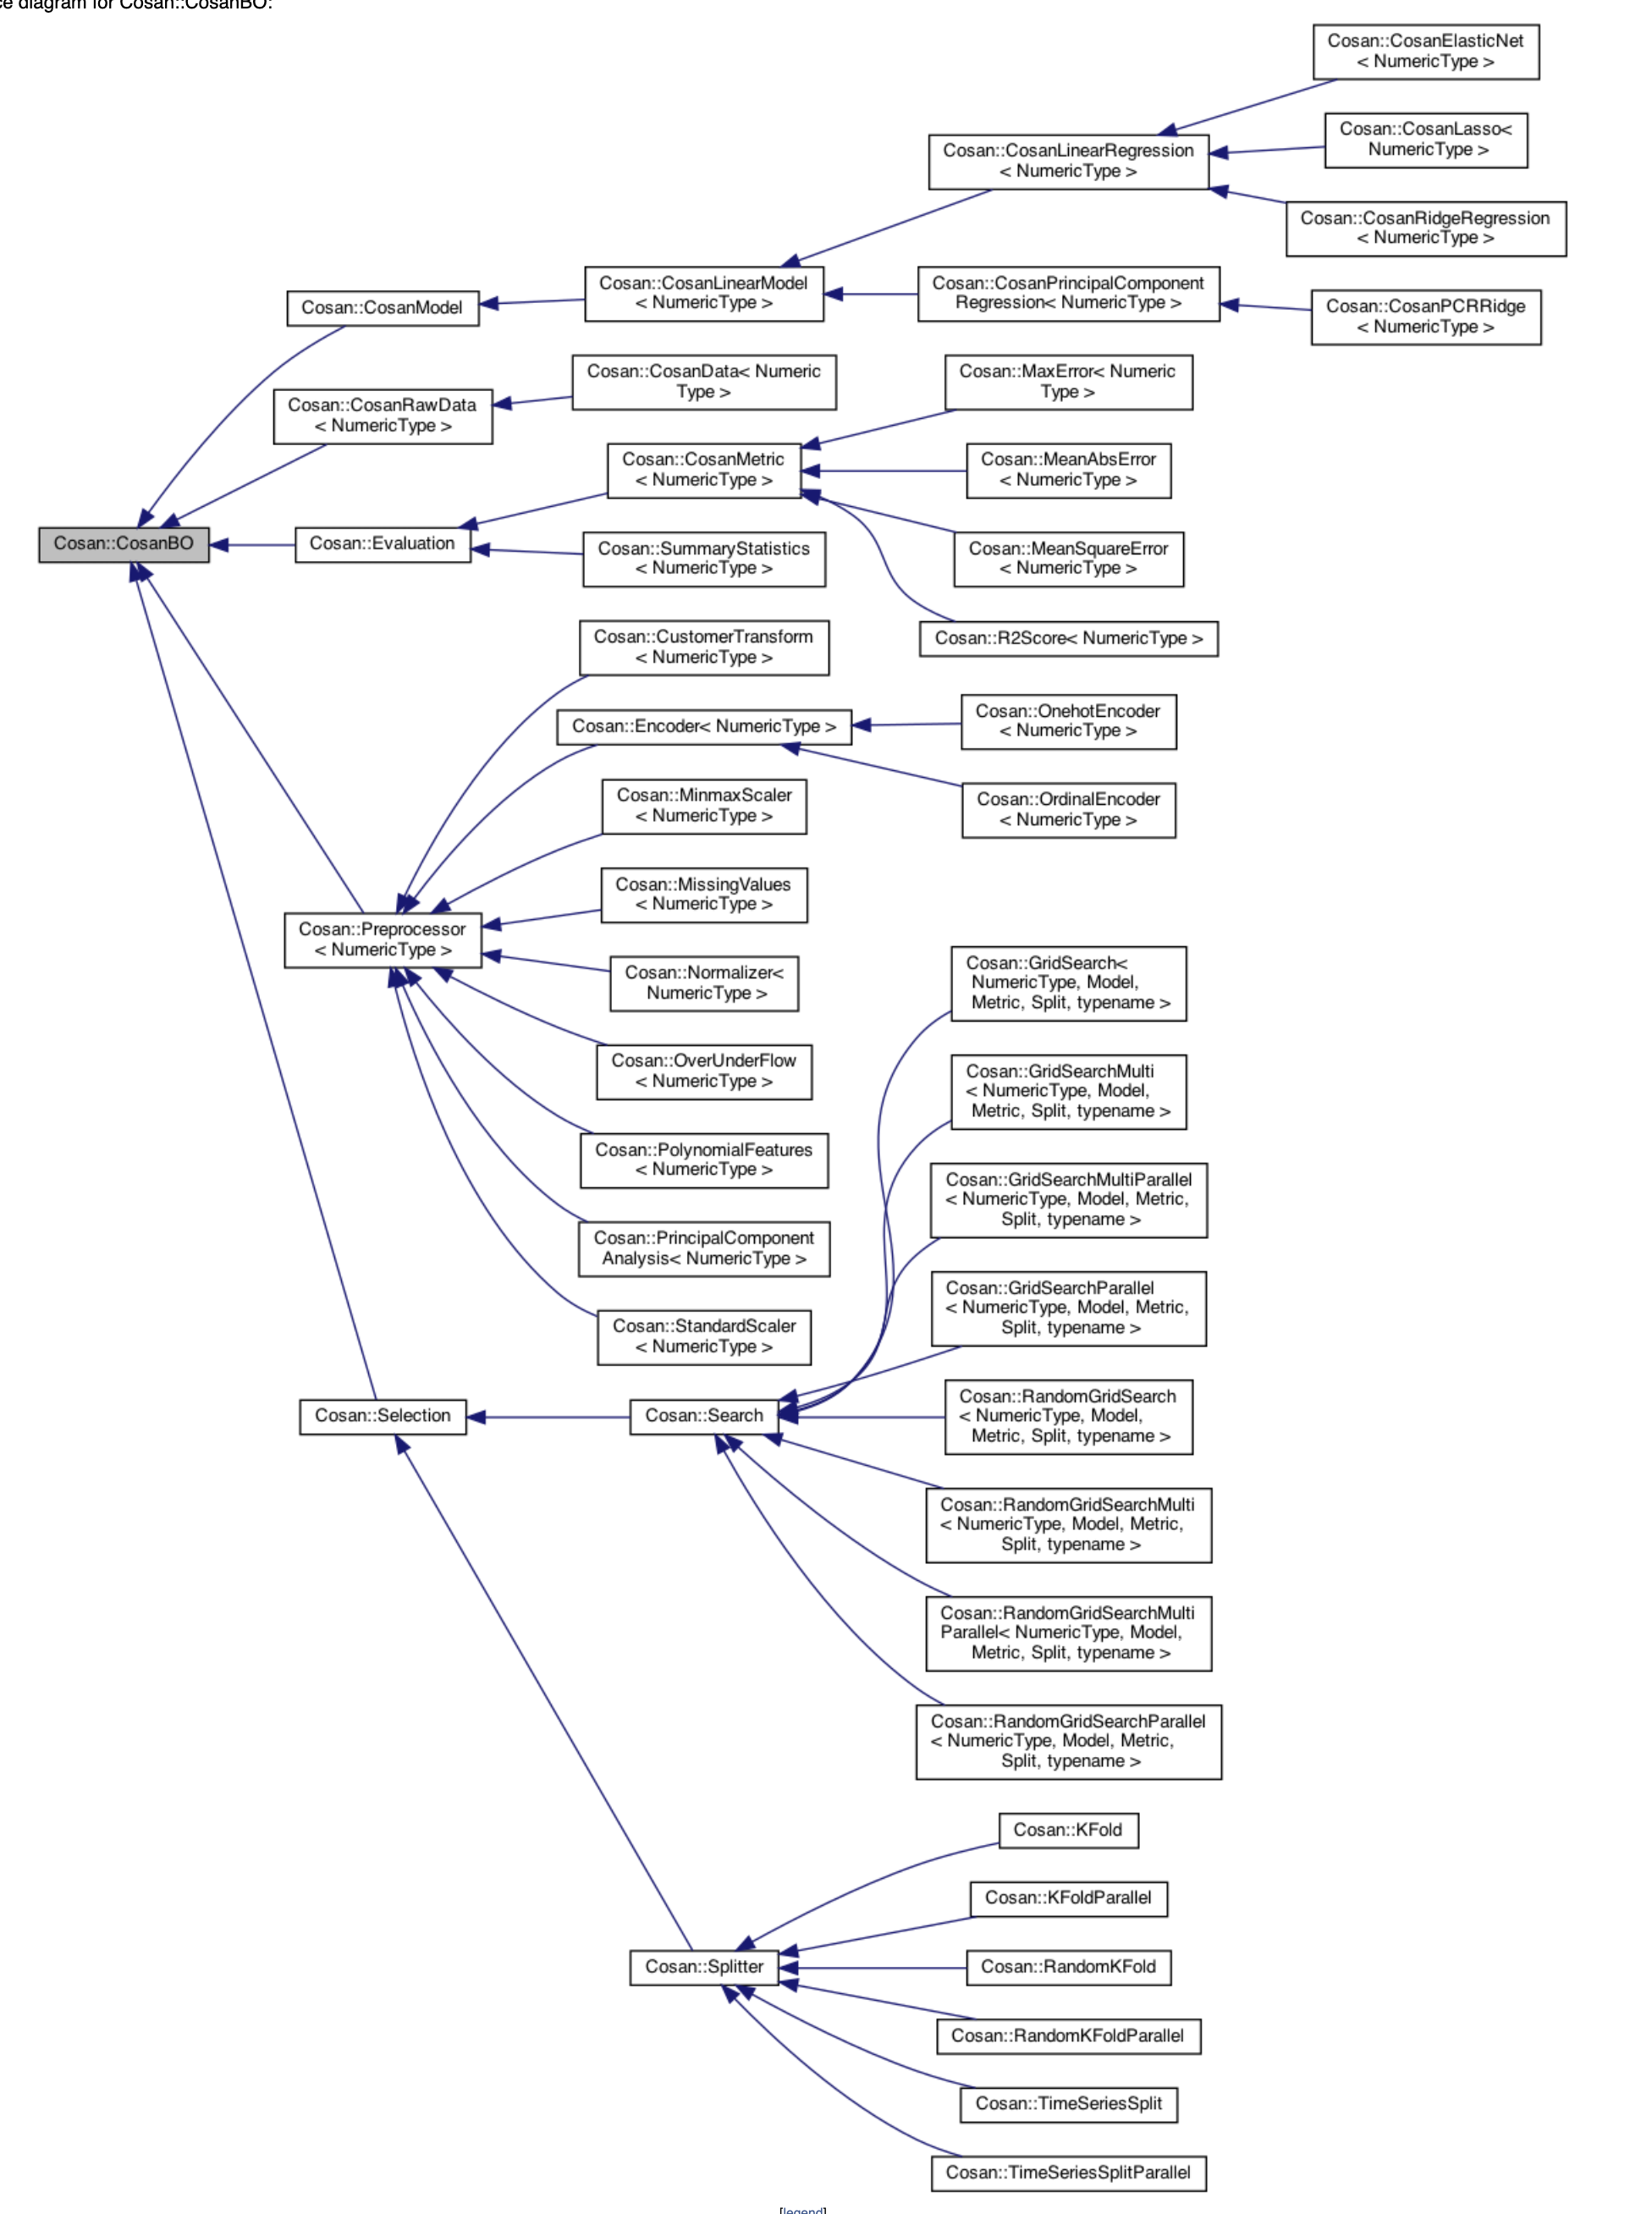 ce diagram for Cosan::CosanBO:
Cosan::CosanElasticNet
< NumericType >
Cosan::CosanLasso<
NumericType >
Cosan::CosanLinearRegression
< NumericType >
Cosan::CosanRidgeRegression
< NumericType >
Cosan::CosanModel
Cosan::CosanLinearModel
< NumericType >
Cosan::CosanPrincipalComponent
Regression< NumericType >
Cosan::CosanPCRRidge
< NumericType >
Cosan::CosanRawData
< NumericType >
Cosan::CosanData< Numeric
Type >
Cosan::MaxError< Numeric
Type >
Cosan::CosanMetric
< NumericType >
Cosan::MeanAbsError
< NumericType >
Cosan::CosanBO
Cosan::Evaluation
Cosan::SummaryStatistics
< NumericType >
Cosan::MeanSquareError
< NumericType >
Cosan::R2Score< NumericType >
Cosan::CustomerTransform
< NumericType >
Cosan::Encoder< NumericType >
Cosan::OnehotEncoder
< NumericType >
Cosan::OrdinalEncoder
< NumericType >
Cosan::MinmaxScaler
< NumericType >
Cosan::MissingValues
< NumericType >
Cosan::Preprocessor
< NumericType >
Cosan::Normalizer<
NumericType >
Cosan::OverUnderFlow
< NumericType >
Cosan::PolynomialFeatures
< NumericType >
Cosan::PrincipalComponent
Analysis< NumericType >
Cosan::StandardScaler
< NumericType >
Cosan::GridSearch<
NumericType, Model,
Metric, Split, typename >
Cosan::GridSearchMulti
< NumericType, Model,
Metric, Split, typename >
Cosan::GridSearchMultiParallel
< NumericType, Model, Metric,
Split, typename >
Cosan::GridSearchParallel
< NumericType, Model, Metric,
Split, typename >
Cosan::Selection
Cosan::Search
Cosan::RandomGridSearch
< NumericType, Model,
Metric, Split, typename >
Cosan::RandomGridSearchMulti
< NumericType, Model, Metric,
Split, typename >
Cosan::RandomGridSearchMulti
Parallel< NumericType, Model,
Metric, Split, typename >
Cosan::RandomGridSearchParallel
< NumericType, Model, Metric,
Split, typename >
Cosan::KFold
Cosan::KFoldParallel
Cosan::Splitter
Cosan::RandomKFold
Cosan::RandomKFoldParallel
Cosan::TimeSeriesSplit
Cosan::TimeSeriesSplitParallel
[legend]